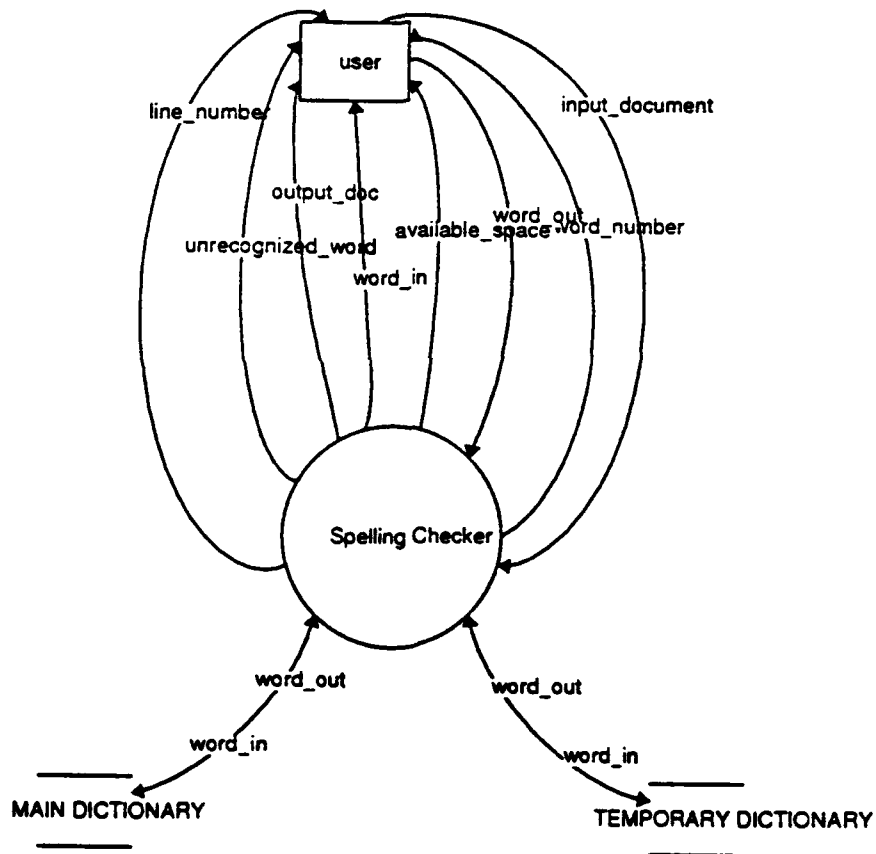 user
line_number
input_document
output_doc
word_out
available_space
word_number
unrecognized_word
word_in
Spelling Checker
word_out
word_out
word_in
word_in
MAIN DICTIONARY
TEMPORARY DICTIONARY